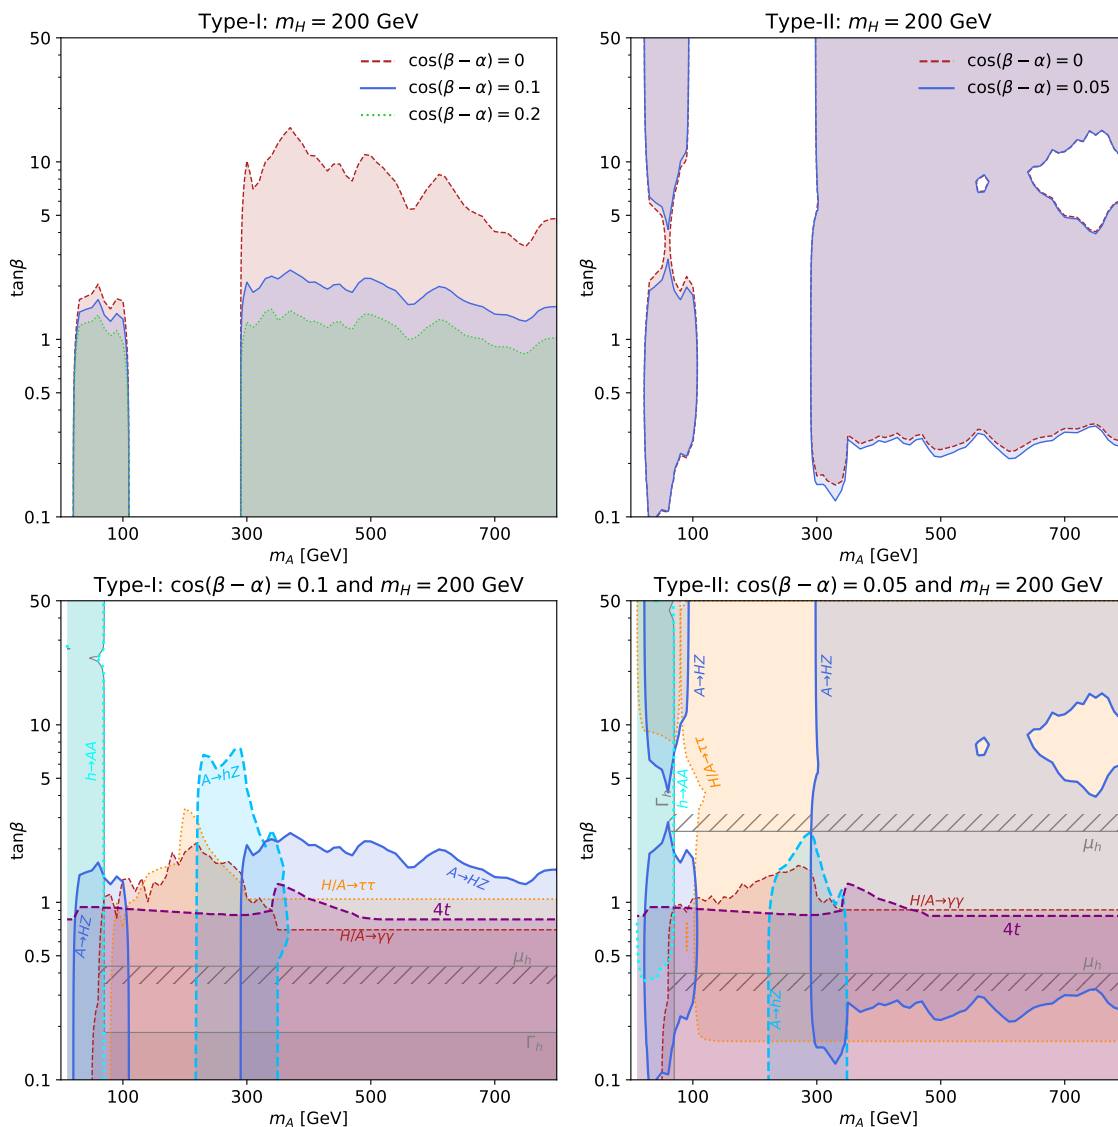 Type-I: m_H = 200 GeV
50
10
5
1
0.5
0.1
tanβ
cos(β − α) = 0
cos(β − α) = 0.1
cos(β − α) = 0.2
100
300
500
700
m_A [GeV]
Type-II: m_H = 200 GeV
50
10
5
1
0.5
0.1
tanβ
cos(β − α) = 0
cos(β − α) = 0.05
100
300
500
700
m_A [GeV]
Type-I: cos(β − α) = 0.1 and m_H = 200 GeV
50
10
5
1
0.5
0.1
tanβ
h→AA
A→hZ
A→HZ
H/A→ττ
4t
A→HZ
H/A→γγ
μ_h
Γ_h
100
300
500
700
m_A [GeV]
Type-II: cos(β − α) = 0.05 and m_H = 200 GeV
50
10
5
1
0.5
0.1
tanβ
A→HZ
A→HZ
H/A→ττ
Γ_h
h→AA
μ_h
H/A→γγ
4t
μ_h
A→hZ
100
300
500
700
m_A [GeV]